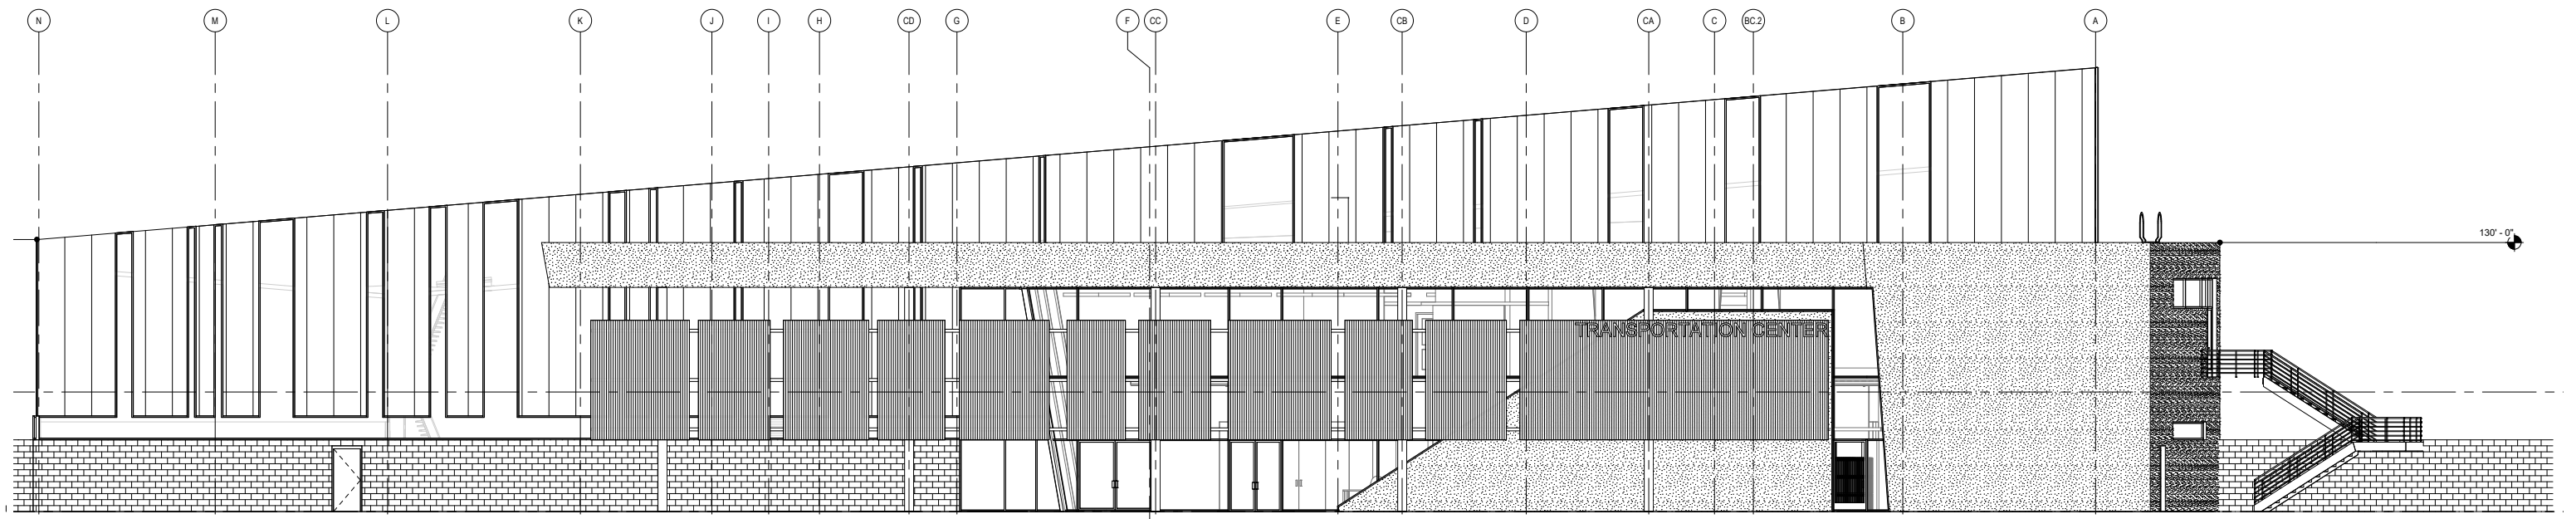 N M L K J I H CD G F CC E CB D CA C BC.2 B A
130' - 0"
TRANSPORTATION CENTER